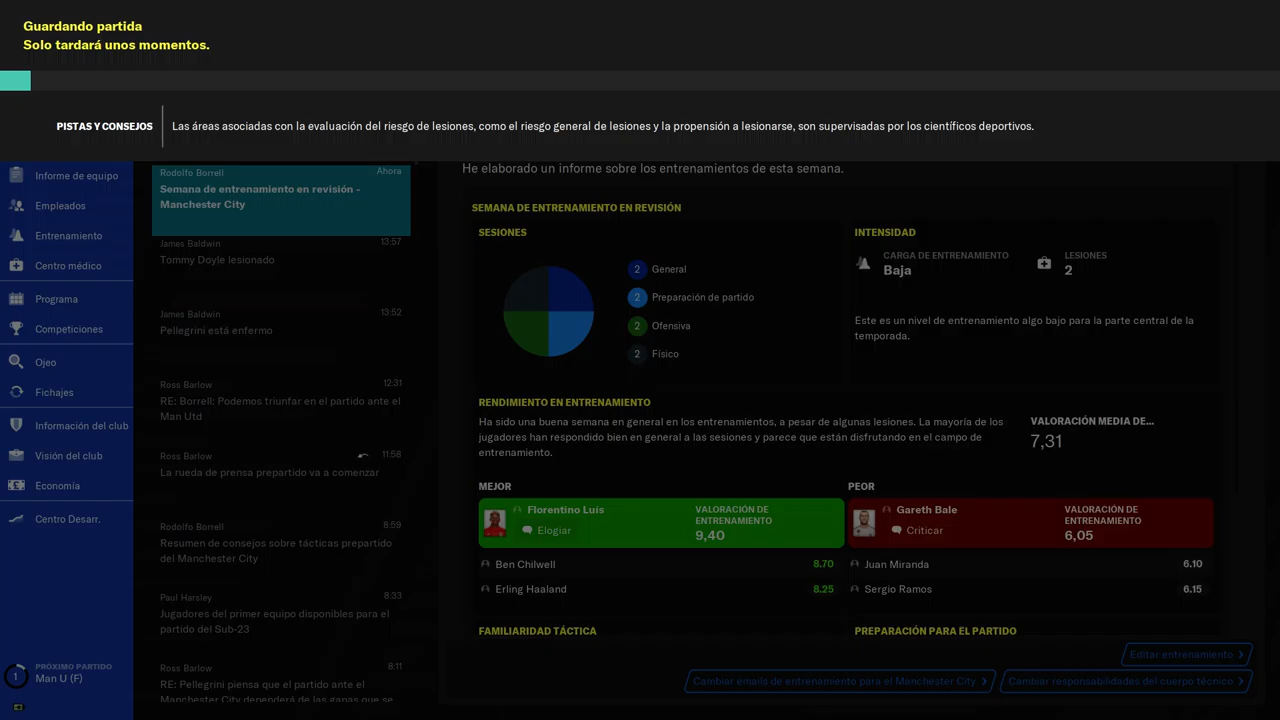 Guardando partida
Solo tardará unos momentos.
PISTAS Y CONSEJOS
Las áreas asociadas con la evaluación del riesgo de lesiones, como el riesgo general de lesiones y la propensión a lesionarse, son supervisadas por los científicos deportivos.
Informe de equipo
Empleados
Entrenamiento
Centro médico
Programa
Competiciones
Ojeo
Fichajes
Información del club
Visión del club
Economía
Centro Desarr.
1
PRÓXIMO PARTIDO
Man U (F)
Rodolfo Borrell
Ahora
Semana de entrenamiento en revisión -
Manchester City
James Baldwin
13:57
Tommy Doyle lesionado
James Baldwin
13:52
Pellegrini está enfermo
Ross Barlow
12:31
RE: Borrell: Podemos triunfar en el partido ante el
Man Utd
Ross Barlow
11:58
La rueda de prensa prepartido va a comenzar
Rodolfo Borrell
8:59
Resumen de consejos sobre tácticas prepartido
del Manchester City
Paul Harsley
8:33
Jugadores del primer equipo disponibles para el
partido del Sub-23
Ross Barlow
8:11
RE: Pellegrini piensa que el partido ante el
Manchester City dependerá de las ganas que se
He elaborado un informe sobre los entrenamientos de esta semana.
SEMANA DE ENTRENAMIENTO EN REVISIÓN
SESIONES
2 General
2 Preparación de partido
2 Ofensiva
2 Físico
INTENSIDAD
CARGA DE ENTRENAMIENTO
Baja
LESIONES
2
Este es un nivel de entrenamiento algo bajo para la parte central de la
temporada.
RENDIMIENTO EN ENTRENAMIENTO
Ha sido una buena semana en general en los entrenamientos, a pesar de algunas lesiones. La mayoría de los
jugadores han respondido bien en general a las sesiones y parece que están disfrutando en el campo de
entrenamiento.
VALORACIÓN MEDIA DE...
7,31
MEJOR
Florentino Luís
Elogiar
VALORACIÓN DE
ENTRENAMIENTO
9,40
Ben Chilwell 8.70
Erling Haaland 8.25
PEOR
Gareth Bale
Criticar
VALORACIÓN DE
ENTRENAMIENTO
6,05
Juan Miranda 6.10
Sergio Ramos 6.15
FAMILIARIDAD TÁCTICA
PREPARACIÓN PARA EL PARTIDO
Editar entrenamiento
Cambiar emails de entrenamiento para el Manchester City
Cambiar responsabilidades del cuerpo técnico